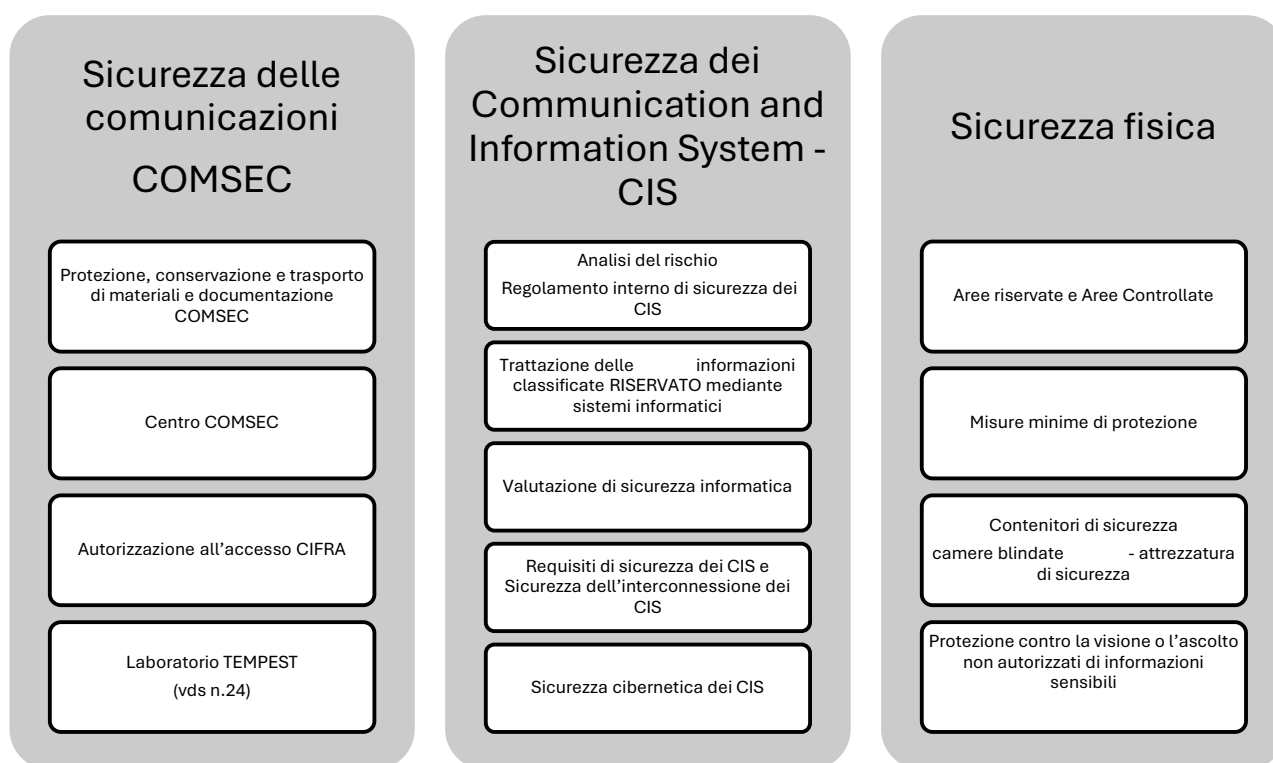 Sicurezza delle
comunicazioni
COMSEC
Protezione, conservazione e trasporto
di materiali e documentazione
COMSEC
Centro COMSEC
Autorizzazione all’accesso CIFRA
Laboratorio TEMPEST
(vds n.24)
Sicurezza dei
Communication and
Information System -
CIS
Analisi del rischio
Regolamento interno di sicurezza dei
CIS
Trattazione delle informazioni
classificate RISERVATO mediante
sistemi informatici
Valutazione di sicurezza informatica
Requisiti di sicurezza dei CIS e
Sicurezza dell’interconnessione dei
CIS
Sicurezza cibernetica dei CIS
Sicurezza fisica
Aree riservate e Aree Controllate
Misure minime di protezione
Contenitori di sicurezza
camere blindate - attrezzatura
di sicurezza
Protezione contro la visione o l’ascolto
non autorizzati di informazioni
sensibili